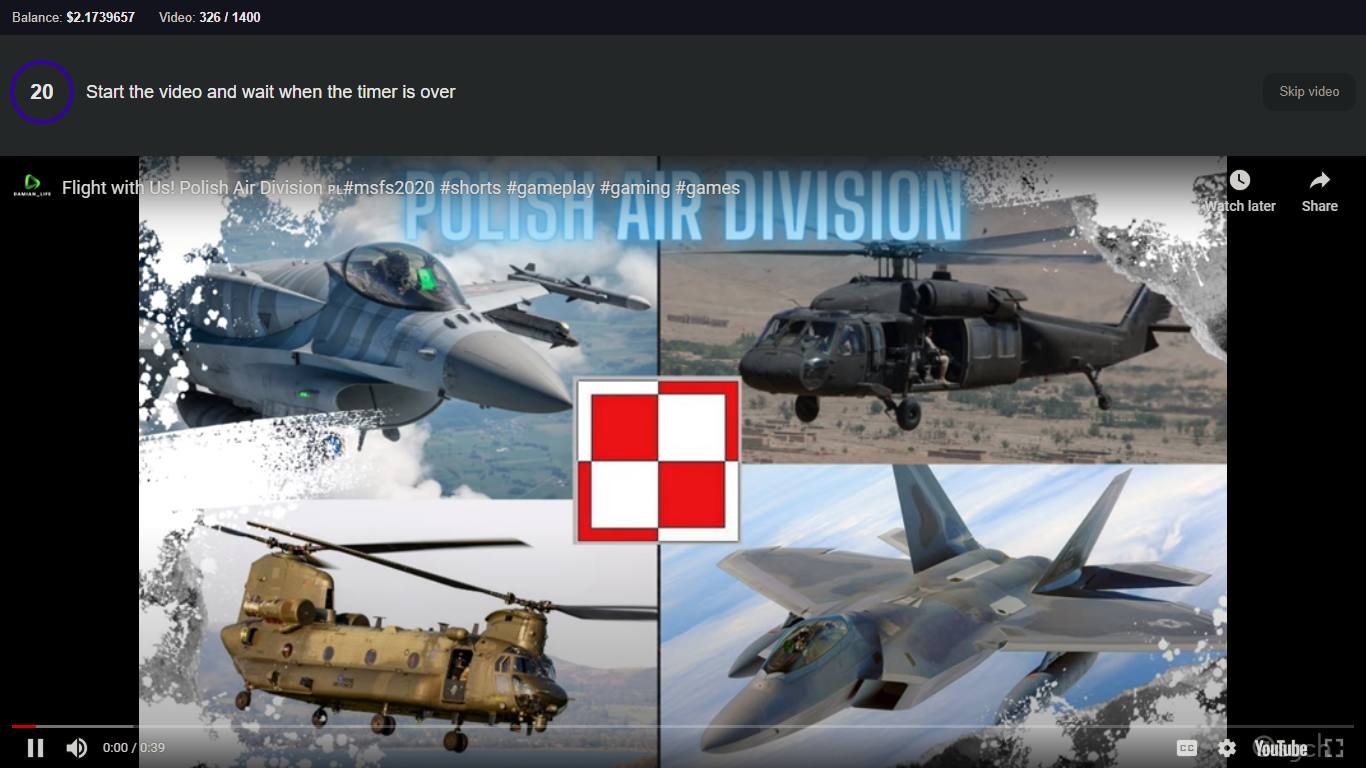 Balance: $2.1739657 Video: 326 / 1400
20 Start the video and wait when the timer is over Skip video
DAMIAN_LIFE Flight with Us! Polish Air Division ᴘʟ#msfs2020 #shorts #gameplay #gaming #games
Watch later Share
POLISH AIR DIVISION
0:00 / 0:39 CC YouTube